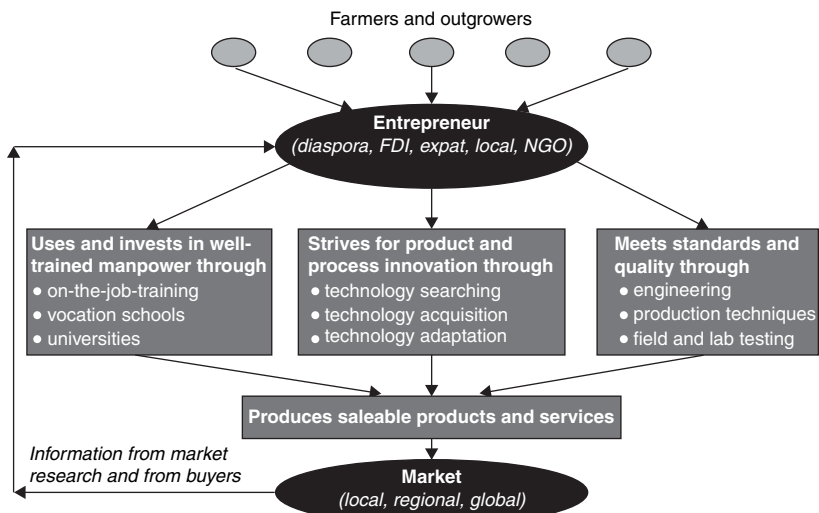 Farmers and outgrowers
Entrepreneur
(diaspora, FDI, expat, local, NGO)
Uses and invests in well-
trained manpower through
● on-the-job-training
● vocation schools
● universities
Strives for product and
process innovation through
● technology searching
● technology acquisition
● technology adaptation
Meets standards and
quality through
● engineering
● production techniques
● field and lab testing
Produces saleable products and services
Information from market
research and from buyers
Market
(local, regional, global)